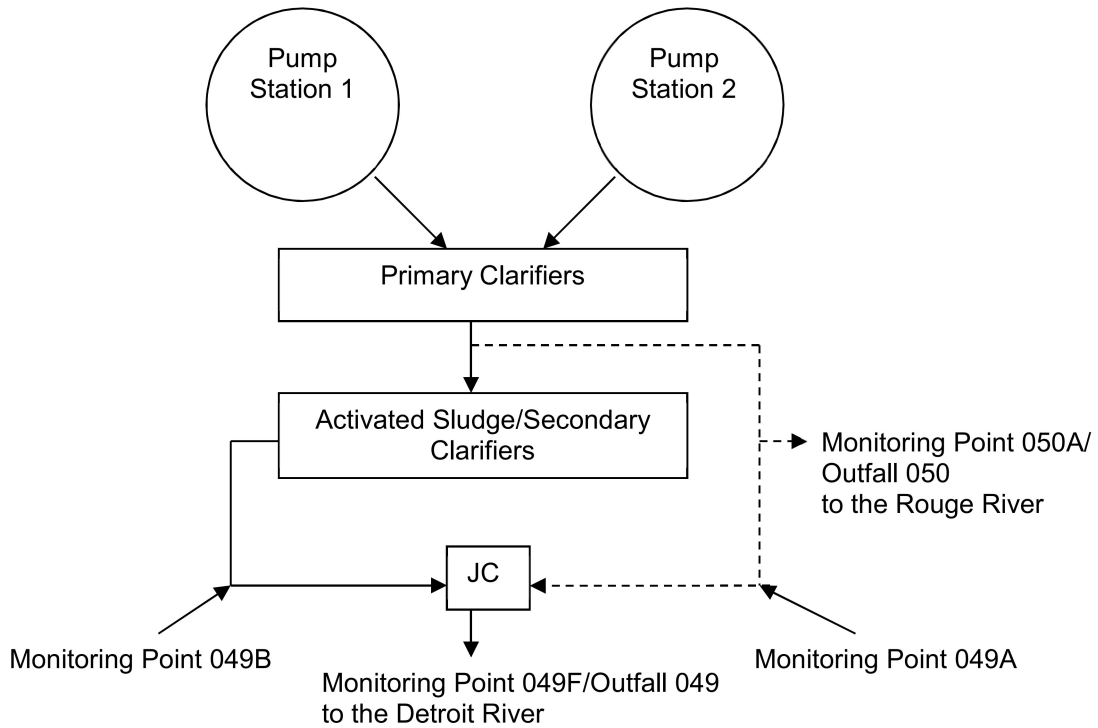 Pump
Station 1
Pump
Station 2
Primary Clarifiers
Activated Sludge/Secondary
Clarifiers
Monitoring Point 050A/
Outfall 050
to the Rouge River
JC
Monitoring Point 049B
Monitoring Point 049A
Monitoring Point 049F/Outfall 049
to the Detroit River